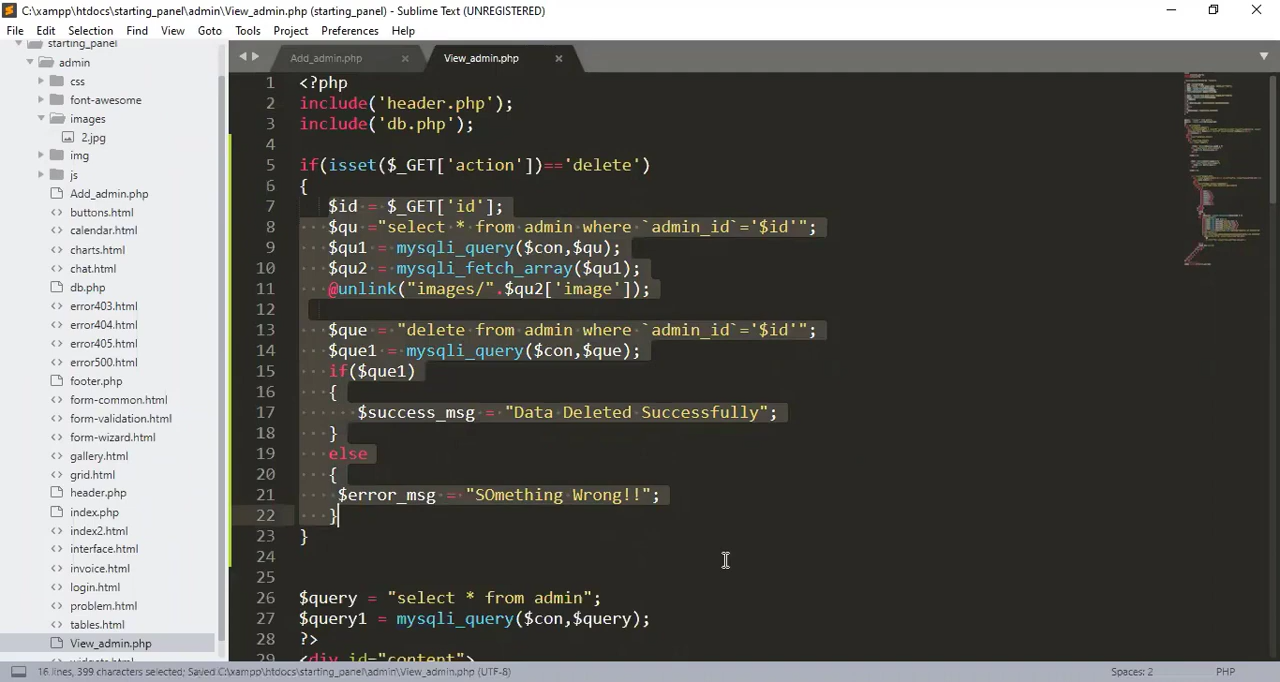 C:\xampp\htdocs\starting_panel\admin\View_admin.php (starting_panel) - Sublime Text (UNREGISTERED)
File Edit Selection Find View Goto Tools Project Preferences Help
starting_panel
admin
css
font-awesome
images
2.jpg
img
js
Add_admin.php
buttons.html
calendar.html
charts.html
chat.html
db.php
error403.html
error404.html
error405.html
error500.html
footer.php
form-common.html
form-validation.html
form-wizard.html
gallery.html
grid.html
header.php
index.php
index2.html
interface.html
invoice.html
login.html
problem.html
tables.html
View_admin.php
widgets.html
Add_admin.php View_admin.php
1 <?php
2 include('header.php');
3 include('db.php');
4
5 if(isset($_GET['action'])=='delete')
6 {
7 $id = $_GET['id'];
8 $qu ="select * from admin where `admin_id`='$id'";
9 $qu1 = mysqli_query($con,$qu);
10 $qu2 = mysqli_fetch_array($qu1);
11 @unlink("images/".$qu2['image']);
12
13 $que = "delete from admin where `admin_id`='$id'";
14 $que1 = mysqli_query($con,$que);
15 if($que1)
16 {
17 $success_msg = "Data Deleted Successfully";
18 }
19 else
20 {
21 $error_msg = "SOmething Wrong!!";
22 }
23 }
24
25
26 $query = "select * from admin";
27 $query1 = mysqli_query($con,$query);
28 ?>
29 <div id="content">
16 lines, 399 characters selected; Saved C:\xampp\htdocs\starting_panel\admin\View_admin.php (UTF-8) Spaces: 2 PHP